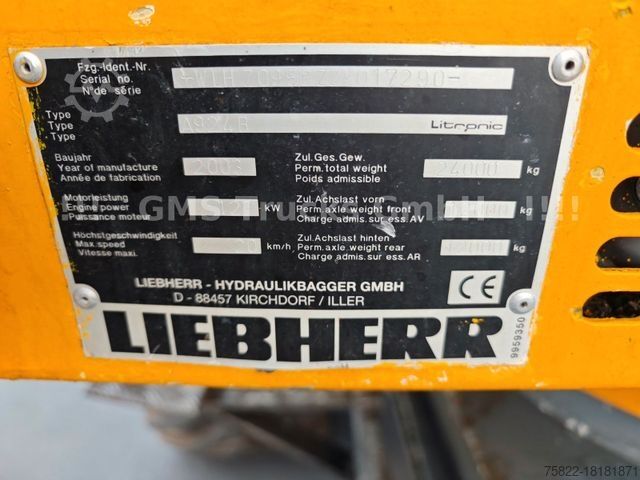 Fzg.-Ident.-Nr.
Serial no.
N° de série
Type
Type
Type
Litronic
Baujahr
Year of manufacture
Année de fabrication
2003
Zul. Ges. Gew.
Perm. total weight
Poids admissible
24000 kg
Motorleistung
Engine power
Puissance moteur
kW
Zul. Achslast vorn
Perm. axle weight front
Charge admis. sur ess. AV
kg
Höchstgeschwindigkeit
Max. speed
Vitesse maxi.
20 km/h
Zul. Achslast hinten
Perm. axle weight rear
Charge admis. sur ess. AR
kg
GMS Truck GmbH !!!!
LIEBHERR - HYDRAULIKBAGGER GMBH
D - 88457 KIRCHDORF / ILLER
CE
LIEBHERR
9959350
75822-18181871